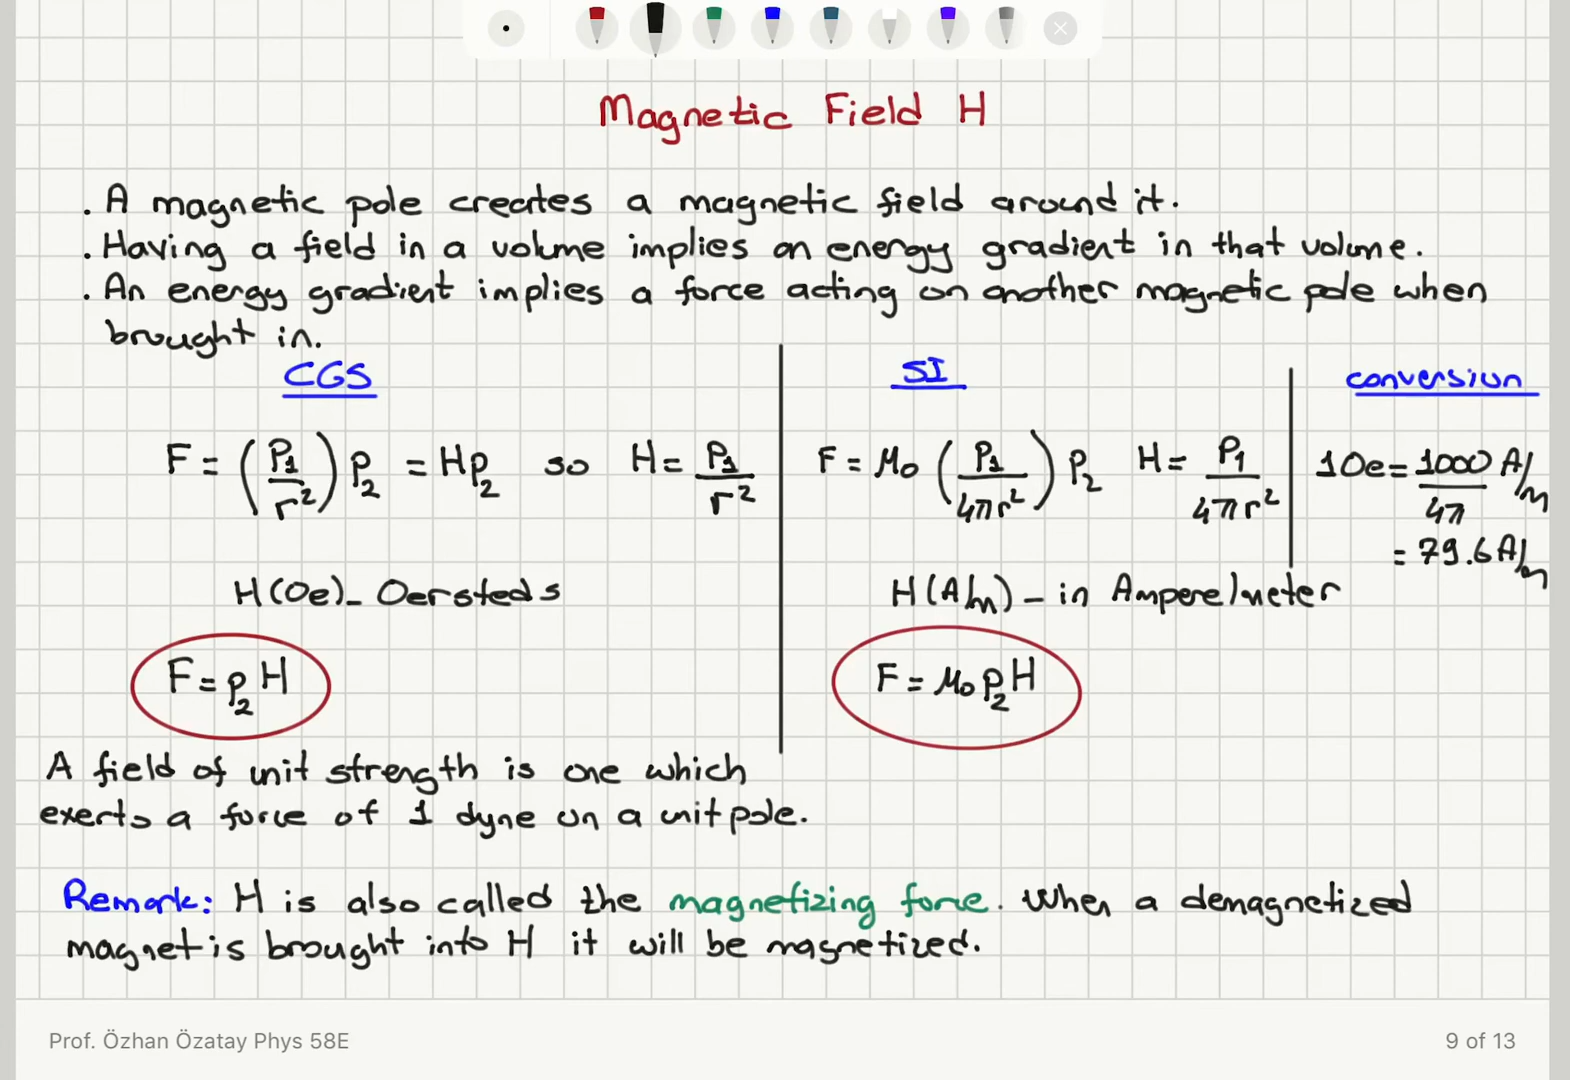 Magnetic Field H
. A magnetic pole creates a magnetic field around it.
. Having a field in a volume implies an energy gradient in that volume.
. An energy gradient implies a force acting on another magnetic pole when
brought in.
CGS
F = (P₁/r²) P₂ = HP₂ so H = P₁/r²
H(Oe) - Oersteds
F = P₂H
A field of unit strength is one which
exerts a force of 1 dyne on a unit pole.
SI
F = μ₀ (P₁/4πr²) P₂ H = P₁/4πr²
H(A/m) - in Ampere/meter
F = μ₀P₂H
conversion
1Oe = 1000/4π A/m
= 79.6 A/m
Remark: H is also called the magnetizing force. When a demagnetized
magnet is brought into H it will be magnetized.
Prof. Özhan Özatay Phys 58E
9 of 13